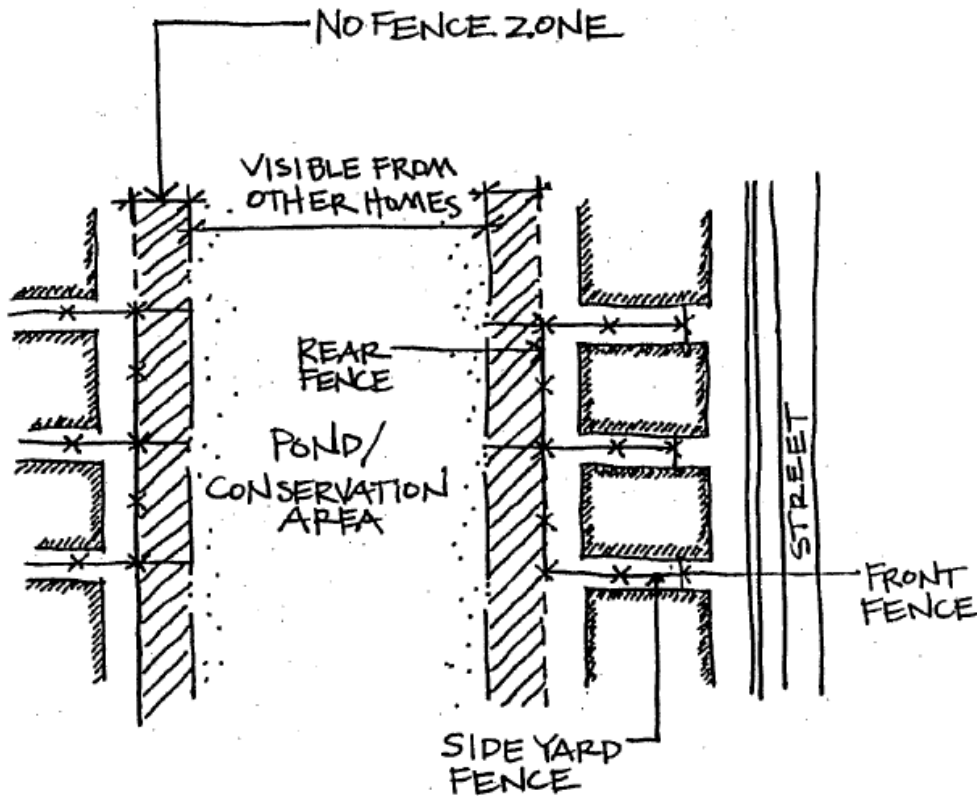 NO FENCE ZONE
VISIBLE FROM
OTHER HOMES
REAR
FENCE
POND/
CONSERVATION
AREA
STREET
FRONT
FENCE
SIDE YARD
FENCE